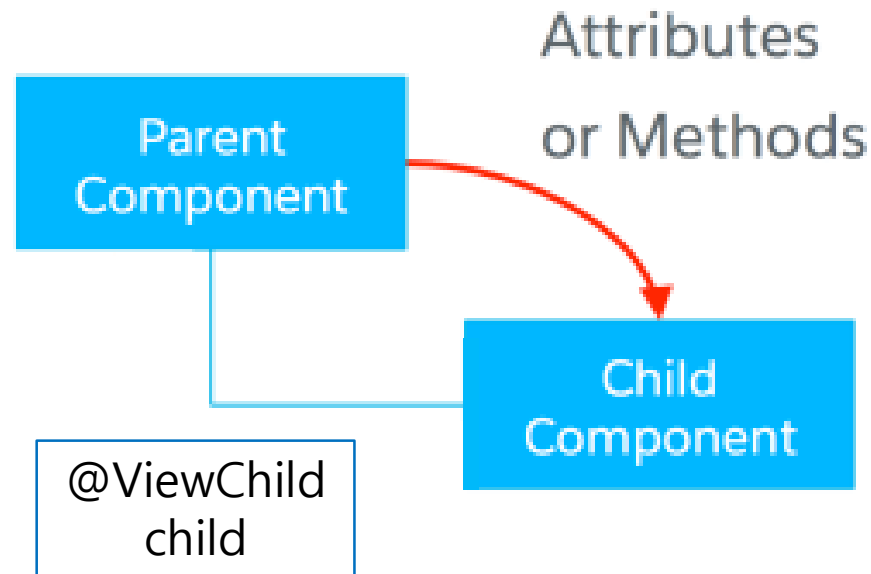 Attributes
or Methods
Parent
Component
Child
Component
@ViewChild
child